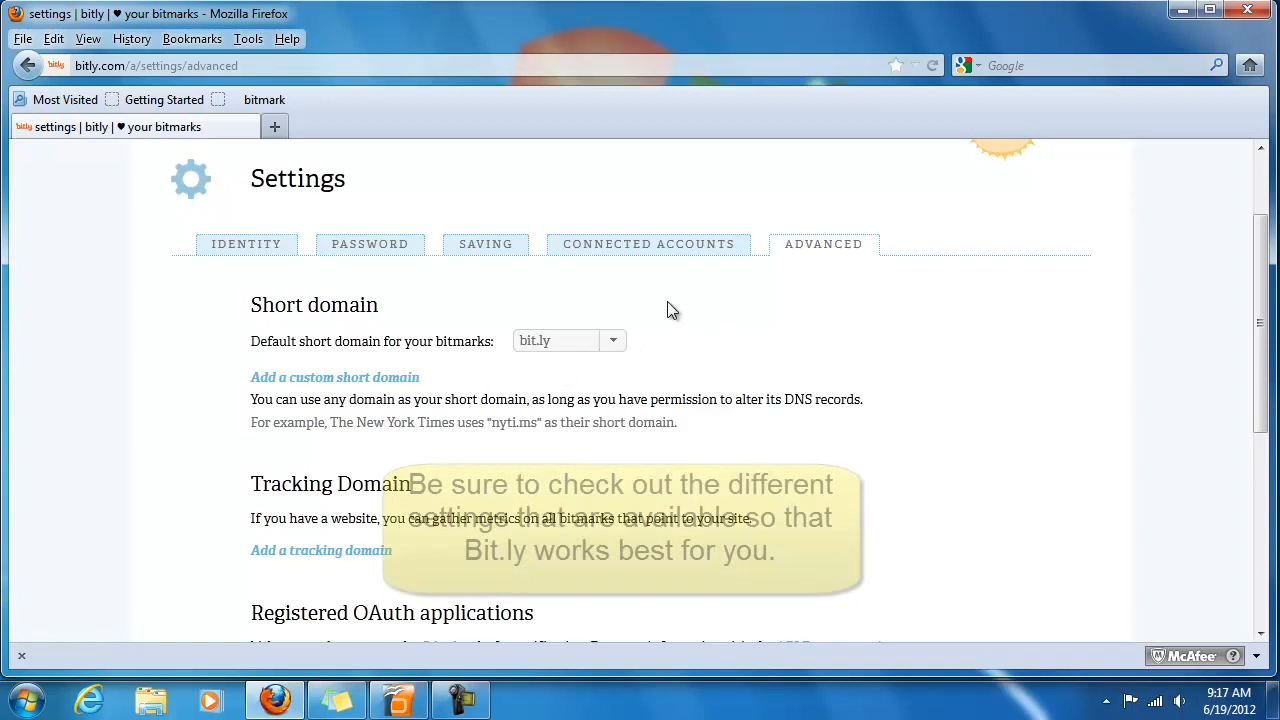 settings | bitly | ♥ your bitmarks - Mozilla Firefox
File Edit View History Bookmarks Tools Help
bitly bitly.com/a/settings/advanced Google
Most Visited Getting Started bitmark
bitly settings | bitly | ♥ your bitmarks +
Settings
IDENTITY PASSWORD SAVING CONNECTED ACCOUNTS ADVANCED
Short domain
Default short domain for your bitmarks: bit.ly
Add a custom short domain
You can use any domain as your short domain, as long as you have permission to alter its DNS records.
For example, The New York Times uses "nyti.ms" as their short domain.
Tracking Domain
If you have a website, you can gather metrics on all bitmarks that point to your site.
Add a tracking domain
Be sure to check out the different
settings that are available so that
Bit.ly works best for you.
Registered OAuth applications
x McAfee ?
9:17 AM
6/19/2012